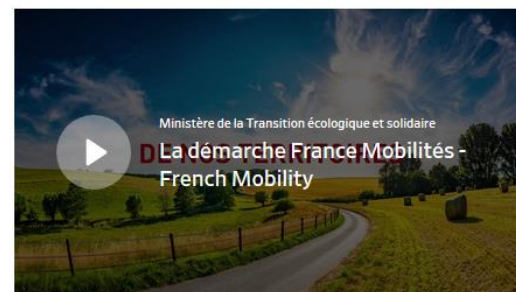 Ministère de la Transition écologique et solidaire
La démarche France Mobilités -
French Mobility